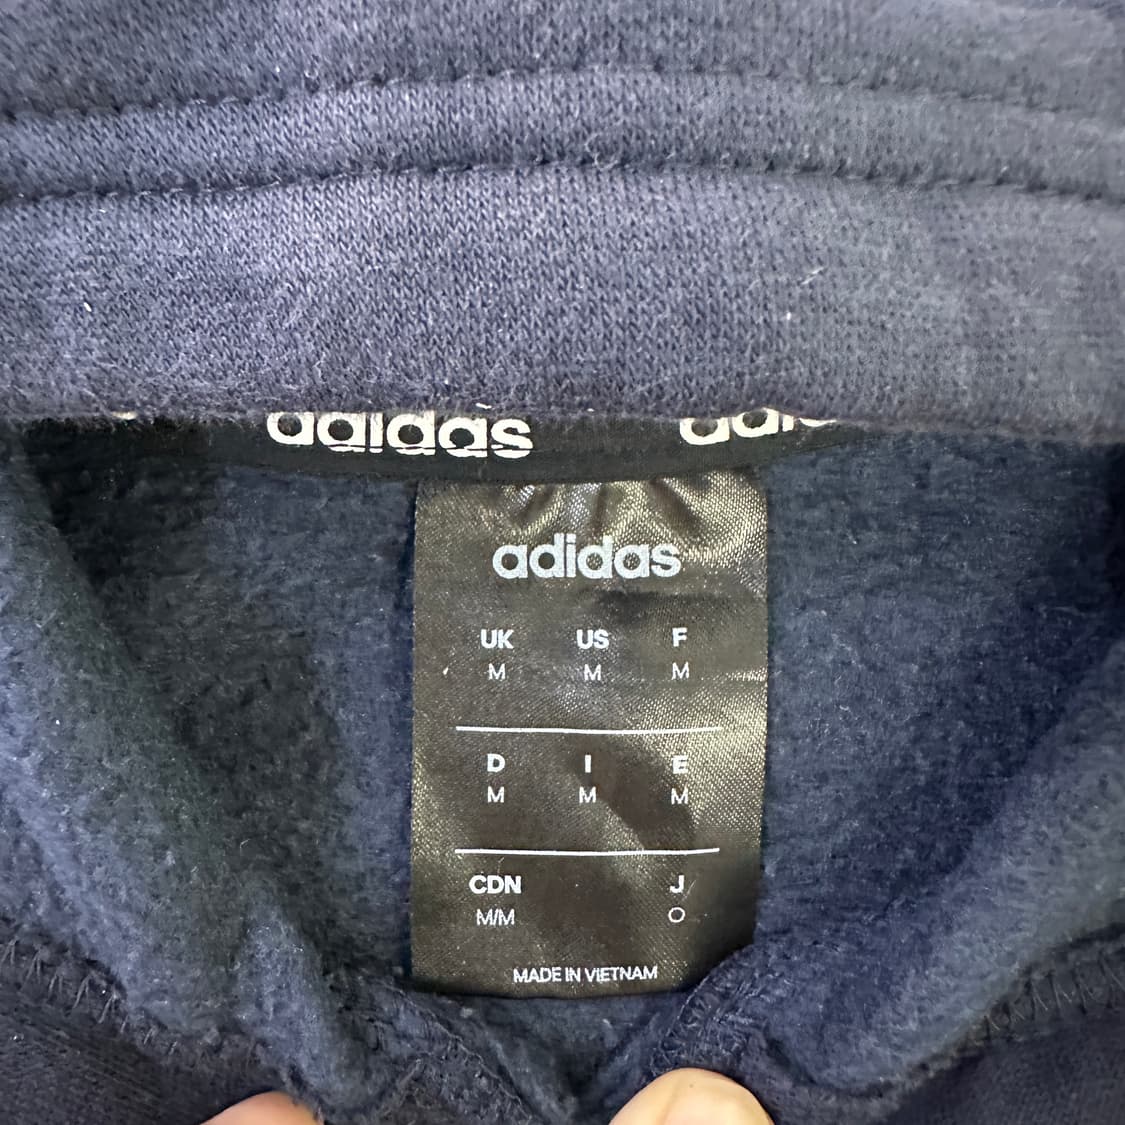 adidas
adidas
UK US F
M M M
D I E
M M M
CDN J
M/M O
MADE IN VIETNAM